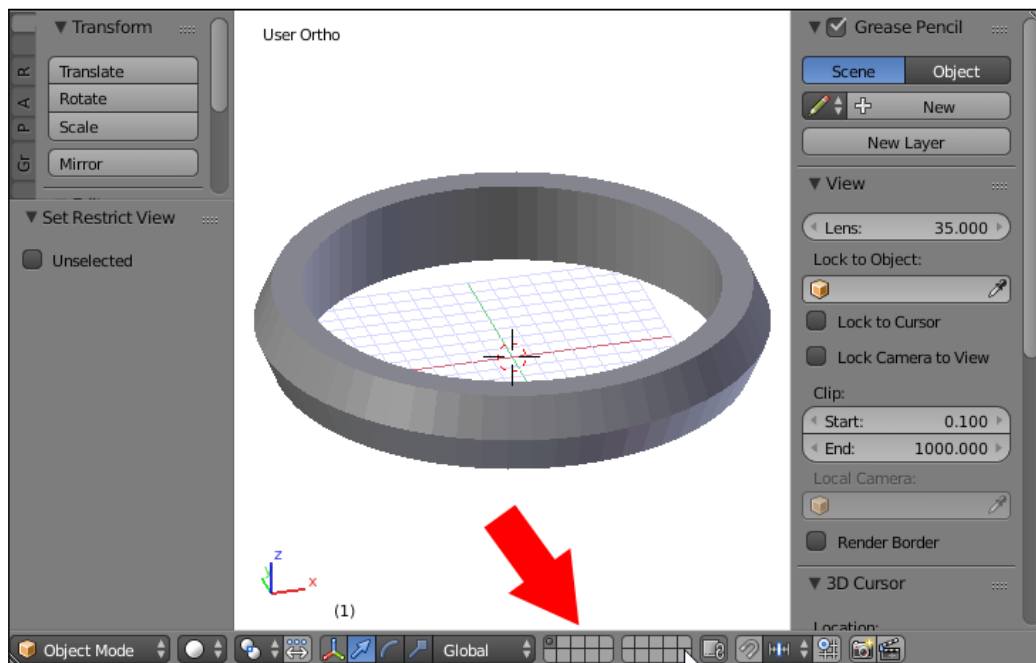 Transform
Translate
Rotate
Scale
Mirror
R
A
P
Gr
Set Restrict View
Unselected
User Ortho
z
x
(1)
Grease Pencil
Scene Object
New
New Layer
View
Lens: 35.000
Lock to Object:
Lock to Cursor
Lock Camera to View
Clip:
Start: 0.100
End: 1000.000
Local Camera:
Render Border
3D Cursor
Object Mode
Global